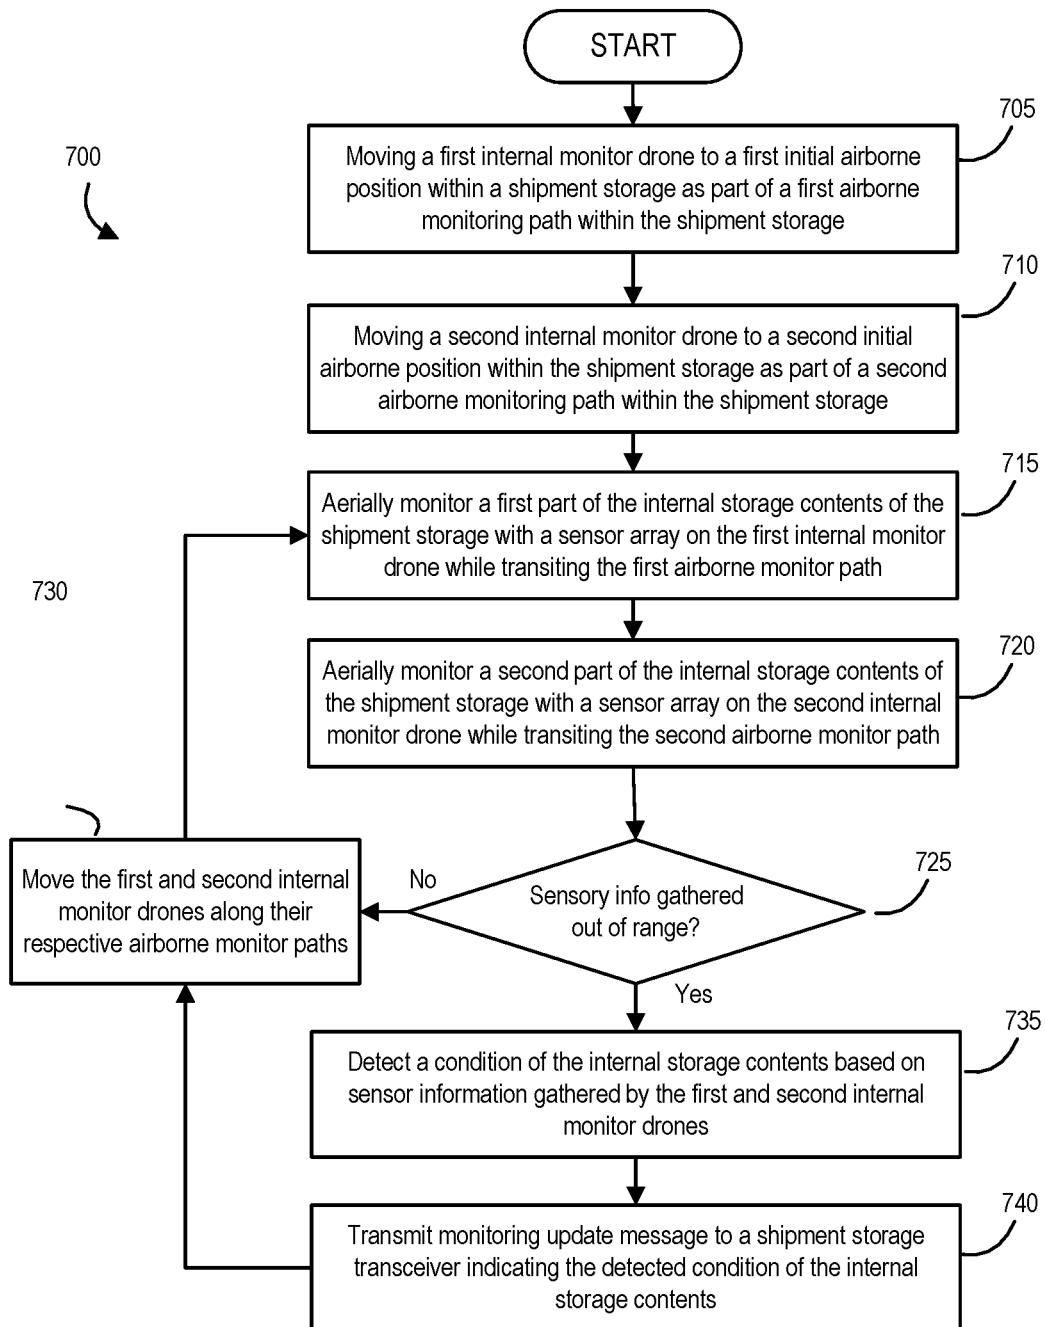 START
705
700
Moving a first internal monitor drone to a first initial airborne
position within a shipment storage as part of a first airborne
monitoring path within the shipment storage
710
Moving a second internal monitor drone to a second initial
airborne position within the shipment storage as part of a second
airborne monitoring path within the shipment storage
715
Aerially monitor a first part of the internal storage contents of the
shipment storage with a sensor array on the first internal monitor
drone while transiting the first airborne monitor path
730
720
Aerially monitor a second part of the internal storage contents of
the shipment storage with a sensor array on the second internal
monitor drone while transiting the second airborne monitor path
Move the first and second internal
monitor drones along their
respective airborne monitor paths
No
Sensory info gathered
out of range?
725
Yes
735
Detect a condition of the internal storage contents based on
sensor information gathered by the first and second internal
monitor drones
740
Transmit monitoring update message to a shipment storage
transceiver indicating the detected condition of the internal
storage contents